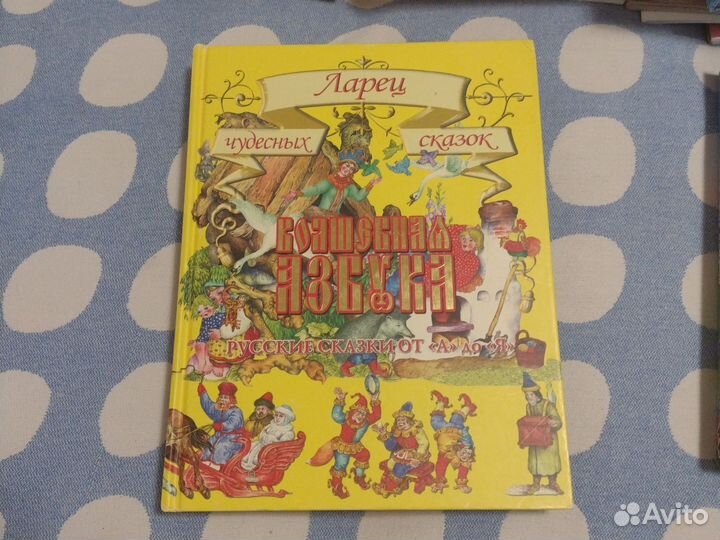 Ларец
чудесных сказок
ВОЛШЕБНАЯ
АЗБУКА
РУССКИЕ СКАЗКИ ОТ «А» ДО «Я»
Avito